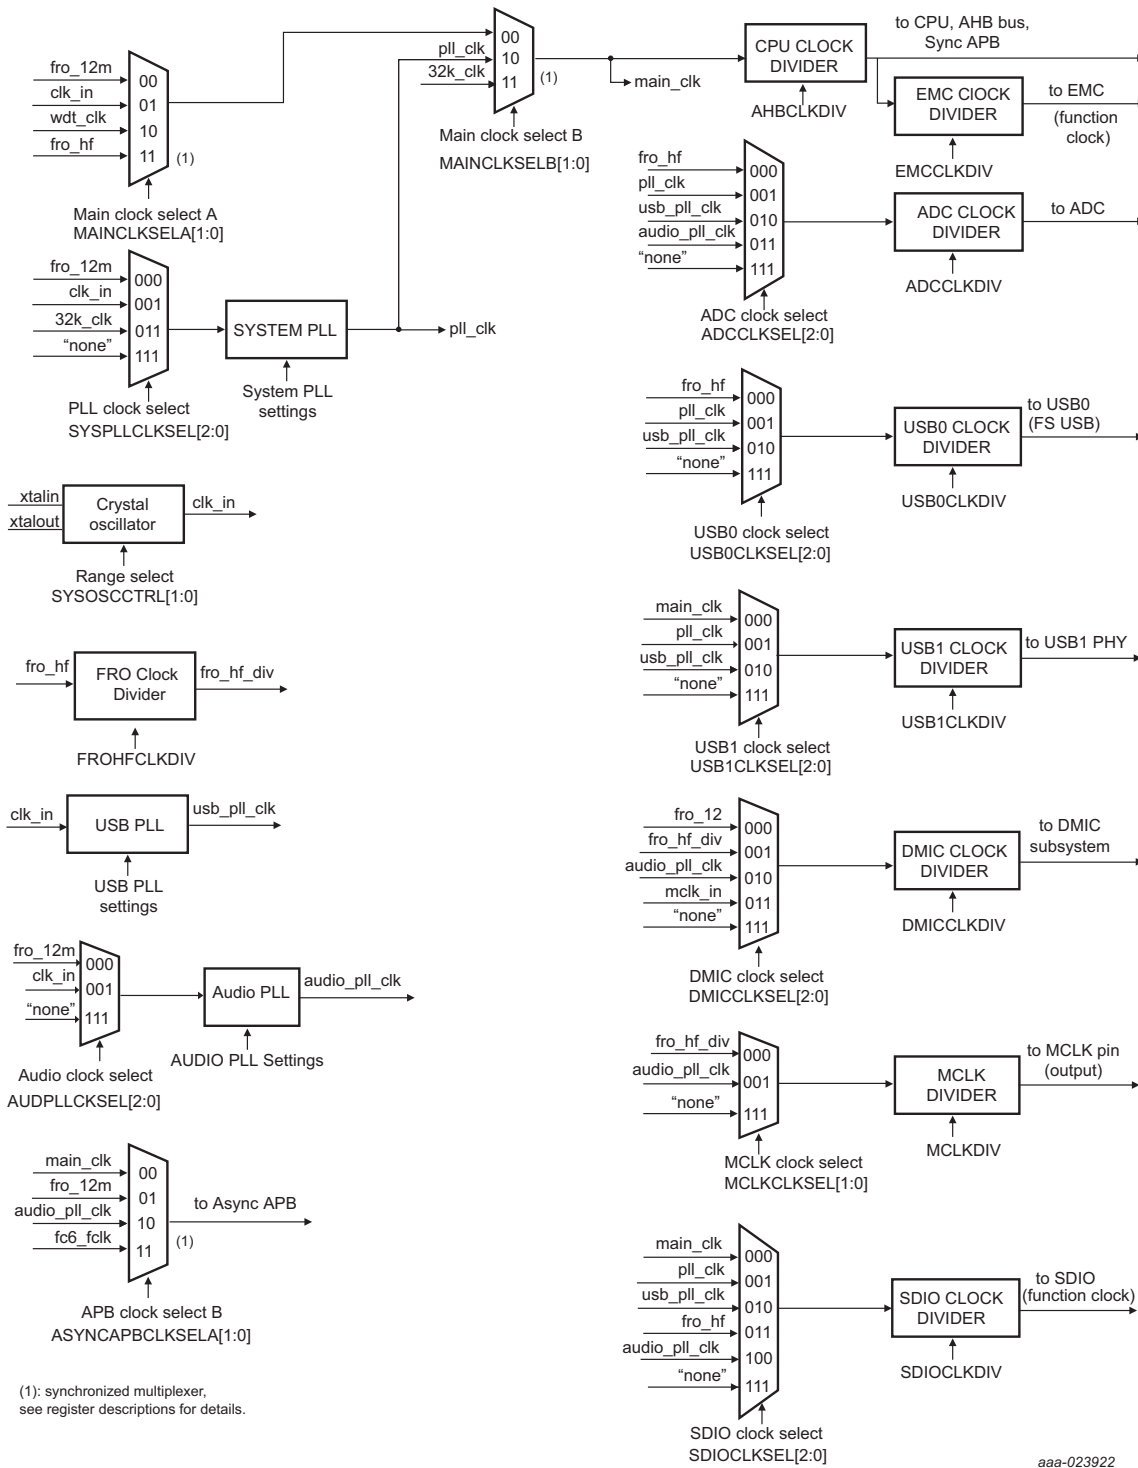 fro_12m
clk_in
wdt_clk
fro_hf
00
01
10
11
(1)
Main clock select A
MAINCLKSELA[1:0]
pll_clk
32k_clk
00
10
11
(1)
Main clock select B
MAINCLKSELB[1:0]
main_clk
CPU CLOCK
DIVIDER
AHBCLKDIV
to CPU, AHB bus,
Sync APB
EMC ClOCK
DIVIDER
EMCCLKDIV
to EMC
(function
clock)
fro_12m
clk_in
32k_clk
“none”
000
001
011
111
PLL clock select
SYSPLLCLKSEL[2:0]
SYSTEM PLL
System PLL
settings
pll_clk
fro_hf
pll_clk
usb_pll_clk
audio_pll_clk
“none”
000
001
010
011
111
ADC clock select
ADCCLKSEL[2:0]
ADC CLOCK
DIVIDER
ADCCLKDIV
to ADC
fro_hf
pll_clk
usb_pll_clk
“none”
000
001
010
111
USB0 clock select
USB0CLKSEL[2:0]
USB0 CLOCK
DIVIDER
USB0CLKDIV
to USB0
(FS USB)
xtalin
xtalout
Crystal
oscillator
clk_in
Range select
SYSOSCCTRL[1:0]
main_clk
pll_clk
usb_pll_clk
“none”
000
001
010
111
USB1 clock select
USB1CLKSEL[2:0]
USB1 CLOCK
DIVIDER
USB1CLKDIV
to USB1 PHY
fro_hf
FRO Clock
Divider
fro_hf_div
FROHFCLKDIV
clk_in
USB PLL
usb_pll_clk
USB PLL
settings
fro_12
fro_hf_div
audio_pll_clk
mclk_in
“none”
000
001
010
011
111
DMIC clock select
DMICCLKSEL[2:0]
DMIC CLOCK
DIVIDER
DMICCLKDIV
to DMIC
subsystem
fro_12m
clk_in
“none”
000
001
111
Audio clock select
AUDPLLCKSEL[2:0]
Audio PLL
AUDIO PLL Settings
audio_pll_clk
fro_hf_div
audio_pll_clk
“none”
000
001
111
MCLK clock select
MCLKCLKSEL[1:0]
MCLK
DIVIDER
MCLKDIV
to MCLK pin
(output)
main_clk
fro_12m
audio_pll_clk
fc6_fclk
00
01
10
11
(1)
to Async APB
APB clock select B
ASYNCAPBCLKSELA[1:0]
main_clk
pll_clk
usb_pll_clk
fro_hf
audio_pll_clk
“none”
000
001
010
011
100
111
SDIO clock select
SDIOCLKSEL[2:0]
SDIO CLOCK
DIVIDER
SDIOCLKDIV
to SDIO
(function clock)
(1): synchronized multiplexer,
see register descriptions for details.
aaa-023922